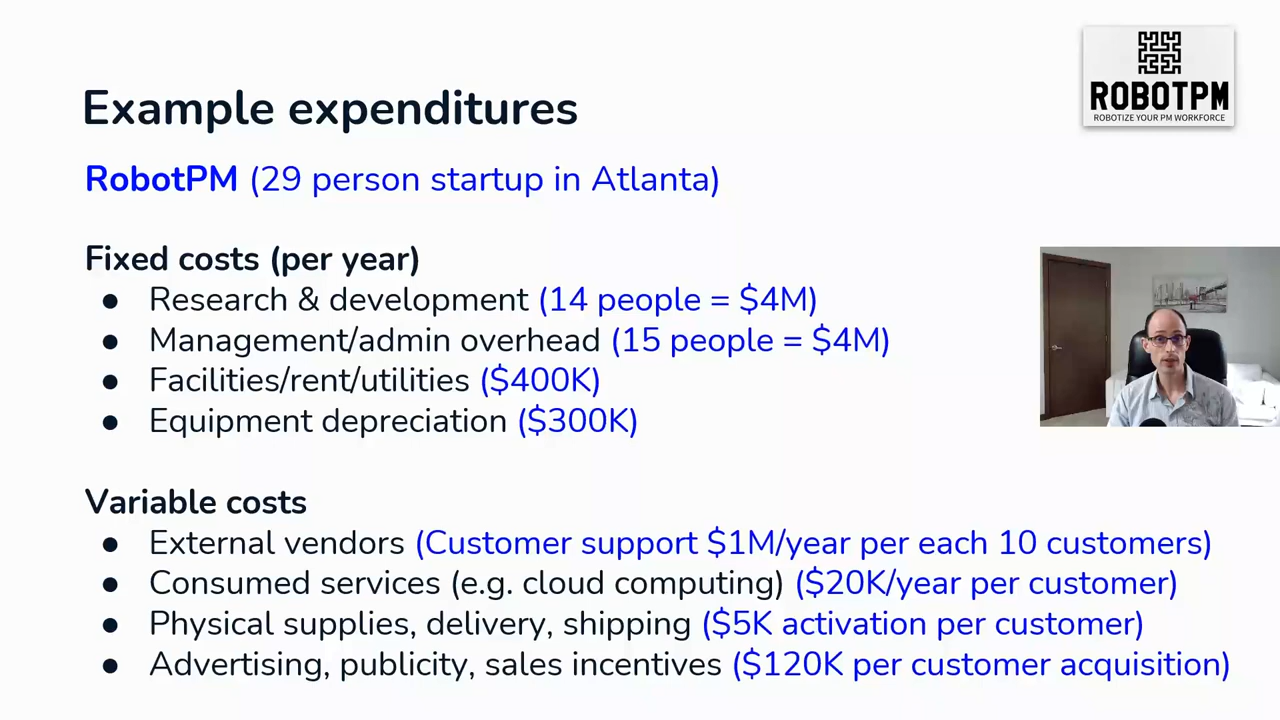 ROBOTPM
ROBOTIZE YOUR PM WORKFORCE
Example expenditures
RobotPM (29 person startup in Atlanta)
Fixed costs (per year)
● Research & development (14 people = $4M)
● Management/admin overhead (15 people = $4M)
● Facilities/rent/utilities ($400K)
● Equipment depreciation ($300K)
Variable costs
● External vendors (Customer support $1M/year per each 10 customers)
● Consumed services (e.g. cloud computing) ($20K/year per customer)
● Physical supplies, delivery, shipping ($5K activation per customer)
● Advertising, publicity, sales incentives ($120K per customer acquisition)